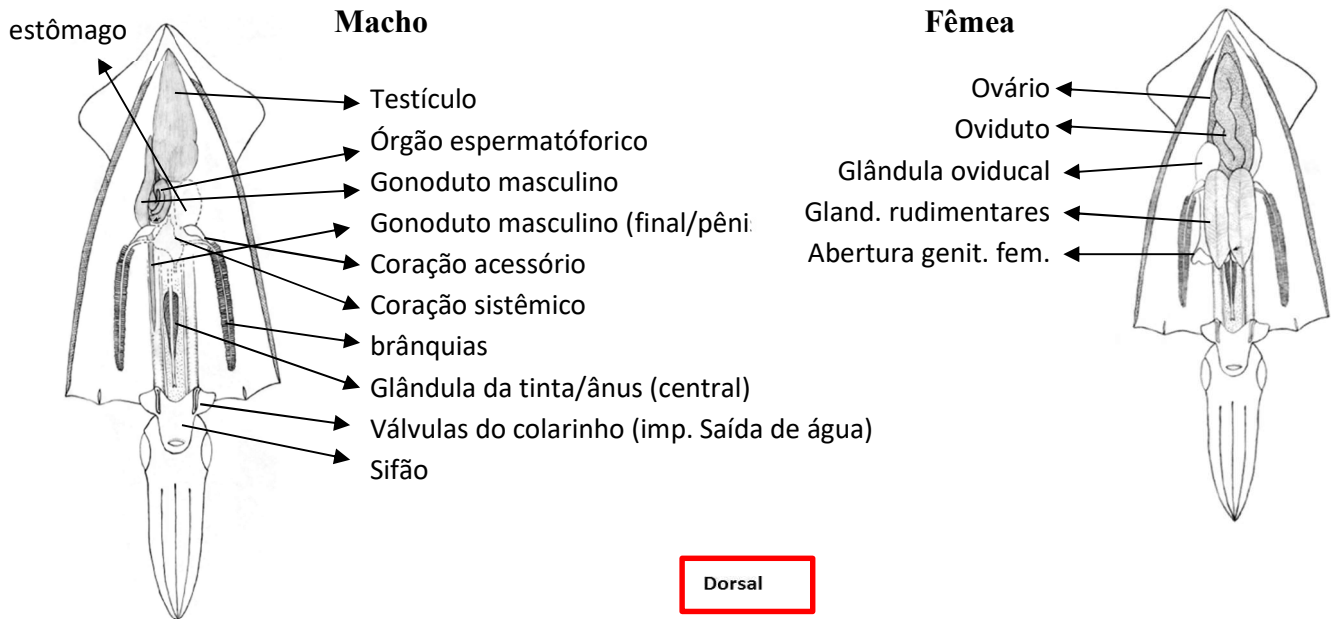 estômago
Macho
Testículo
Órgão espermatóforico
Gonoduto masculino
Gonoduto masculino (final/pêni
Coração acessório
Coração sistêmico
brânquias
Glândula da tinta/ânus (central)
Válvulas do colarinho (imp. Saída de água)
Sifão
Fêmea
Ovário
Oviduto
Glândula oviducal
Gland. rudimentares
Abertura genit. fem.
Dorsal